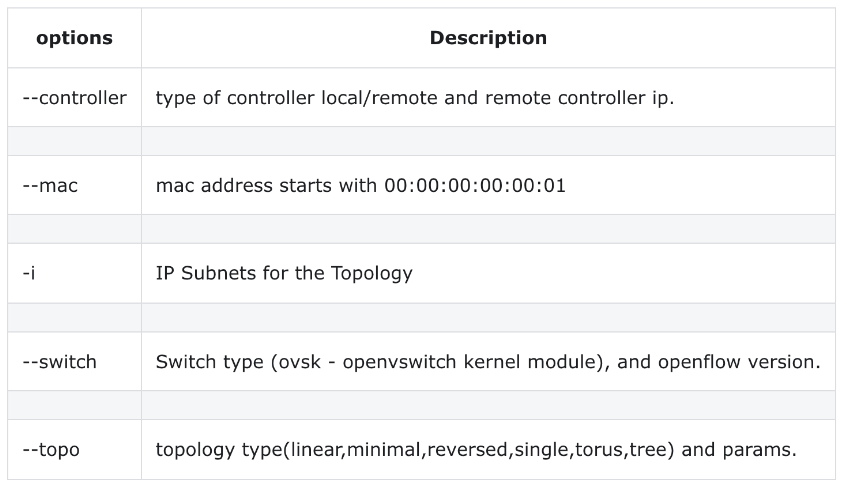 options Description
--controller type of controller local/remote and remote controller ip.
--mac mac address starts with 00:00:00:00:00:01
-i IP Subnets for the Topology
--switch Switch type (ovsk - openvswitch kernel module), and openflow version.
--topo topology type(linear,minimal,reversed,single,torus,tree) and params.